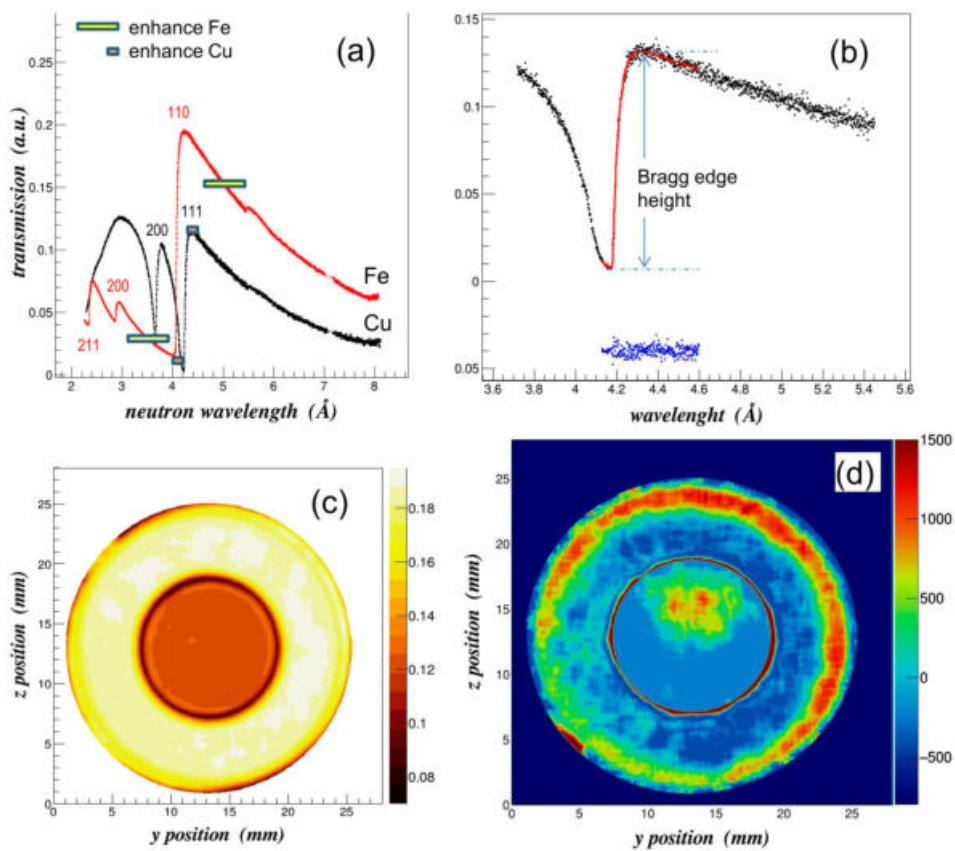 enhance Fe
enhance Cu
(a)
transmission (a.u.)
0.2
0.15
0.1
0.05
0
110
200
111
200
211
Fe
Cu
2 3 4 5 6 7 8
neutron wavelength (Å)
(b)
0.15
0.1
0.05
0
0.05
Bragg edge
height
3.6 3.8 4 4.2 4.4 4.6 4.8 5 5.2 5.4 5.6
wavelenght (Å)
(c)
z position (mm)
25
20
15
10
5
0
0 5 10 15 20 25
y position (mm)
0.18
0.16
0.14
0.12
0.1
0.08
(d)
z position (mm)
25
20
15
10
5
0
0 5 10 15 20 25
y position (mm)
1500
1000
500
0
−500